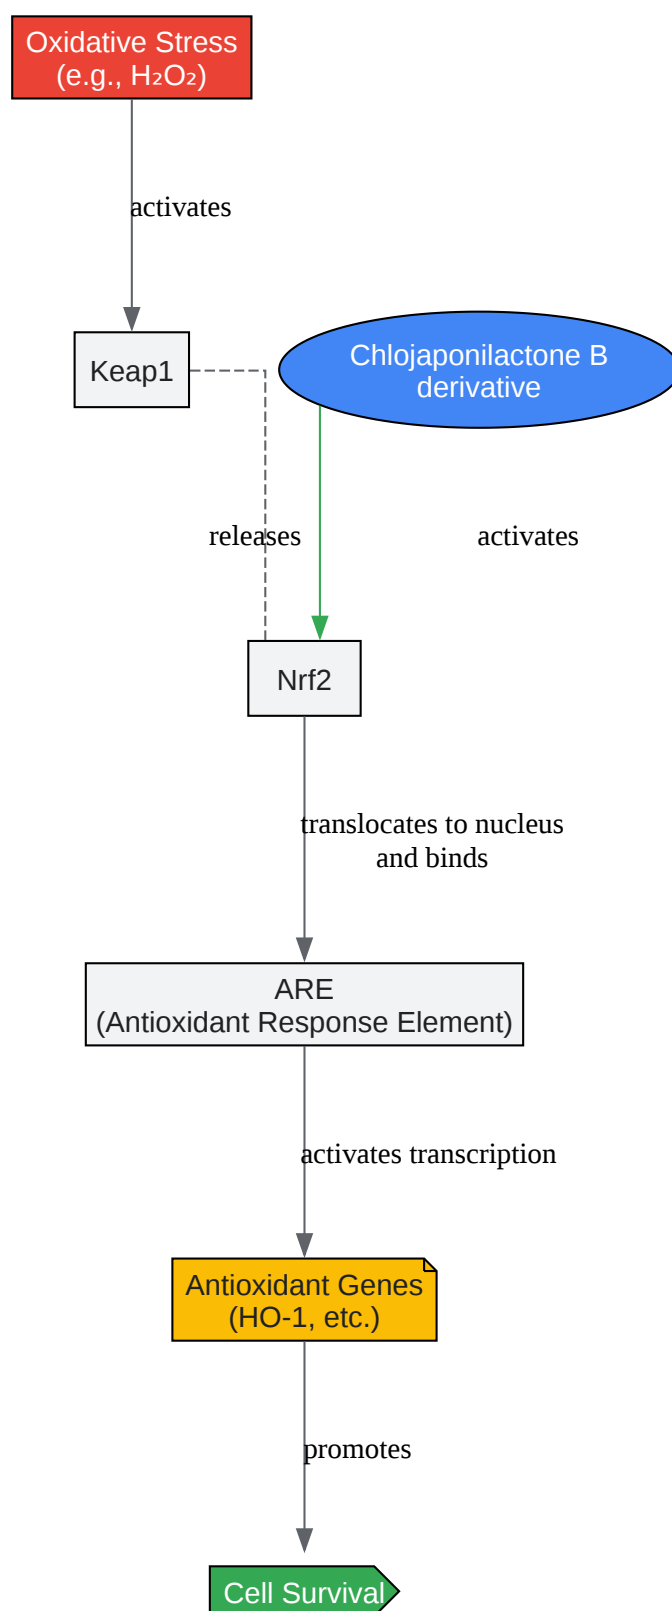 Oxidative Stress
(e.g., H₂O₂)
activates
Keap1
Chlojaponilactone B
derivative
releases
activates
Nrf2
translocates to nucleus
and binds
ARE
(Antioxidant Response Element)
activates transcription
Antioxidant Genes
(HO-1, etc.)
promotes
Cell Survival